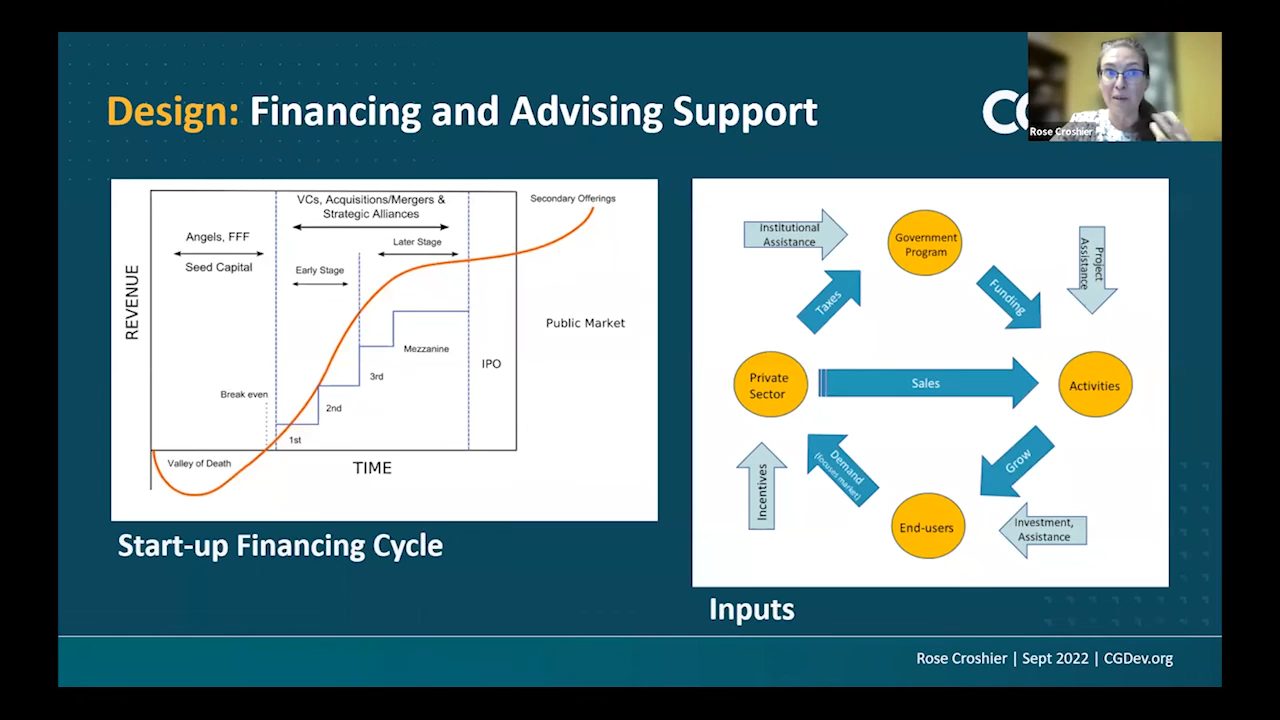 Design: Financing and Advising Support
Rose Croshier
VCs, Acquisitions/Mergers &
Strategic Alliances
Secondary Offerings
Angels, FFF
Seed Capital
Later Stage
Early Stage
REVENUE
Public Market
Mezzanine
IPO
3rd
Break even
2nd
1st
Valley of Death
TIME
Start-up Financing Cycle
Institutional
Assistance
Government
Program
Project
Assistance
Taxes
Funding
Private
Sector
Sales
Activities
Demand
(focuses market)
Grow
Incentives
End-users
Investment,
Assistance
Inputs
Rose Croshier | Sept 2022 | CGDev.org